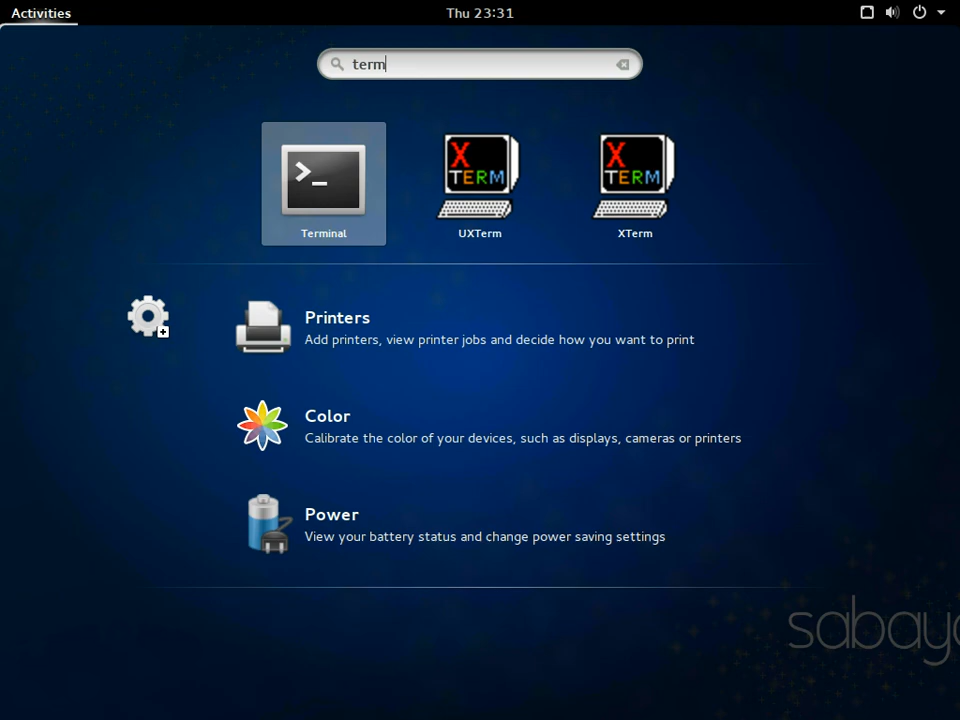 Activities
Thu 23:31
term
X
TERM
X
TERM
Terminal
UXTerm
XTerm
Printers
Add printers, view printer jobs and decide how you want to print
Color
Calibrate the color of your devices, such as displays, cameras or printers
Power
View your battery status and change power saving settings